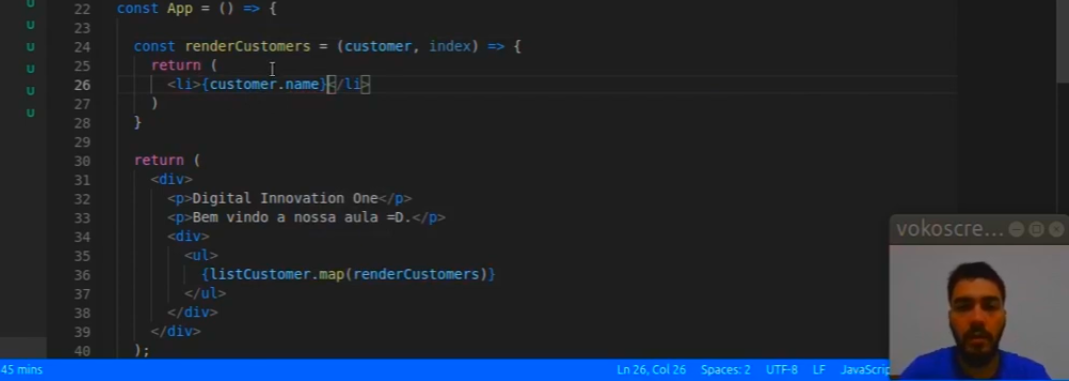 U
U
U
U
U
U
22 const App = () => {
23
24 const renderCustomers = (customer, index) => {
25 return (
26 <li>{customer.name}</li>
27 )
28 }
29
30 return (
31 <div>
32 <p>Digital Innovation One</p>
33 <p>Bem vindo a nossa aula =D.</p>
34 <div>
35 <ul>
36 {listCustomer.map(renderCustomers)}
37 </ul>
38 </div>
39 </div>
40 );
vokoscre...
45 mins Ln 26, Col 26 Spaces: 2 UTF-8 LF JavaScrip